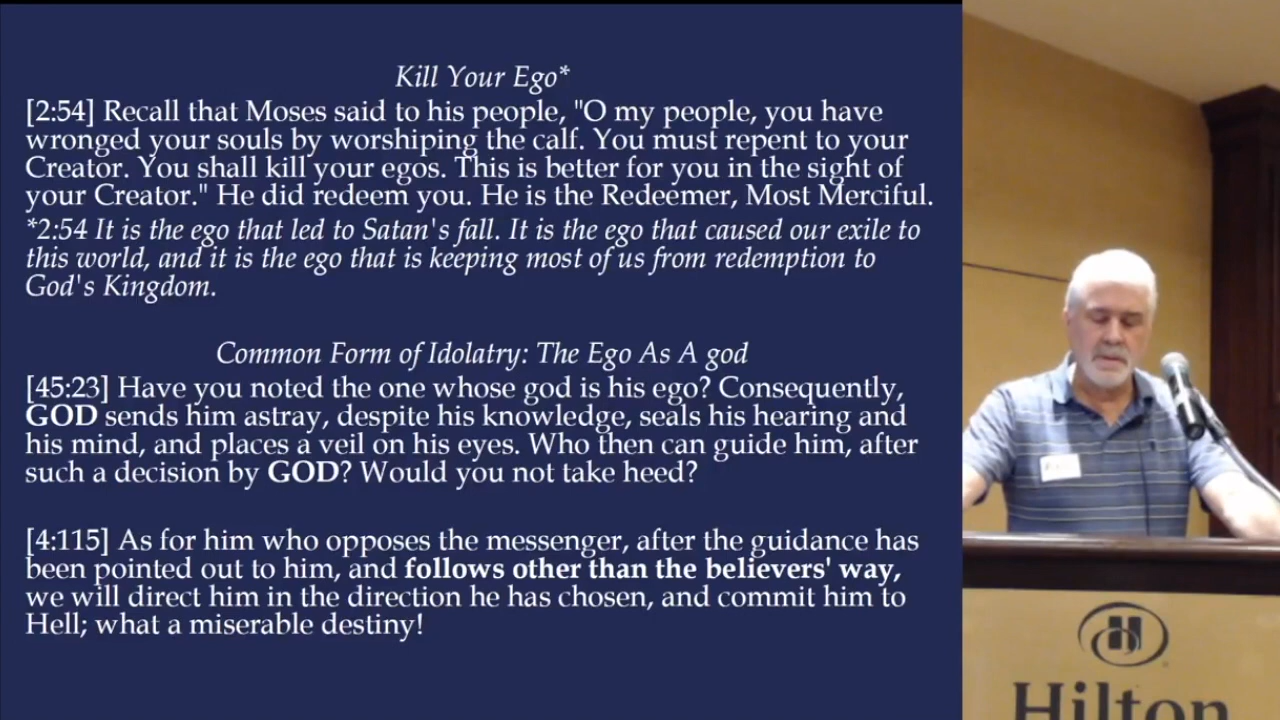 Kill Your Ego*
[2:54] Recall that Moses said to his people, "O my people, you have
wronged your souls by worshiping the calf. You must repent to your
Creator. You shall kill your egos. This is better for you in the sight of
your Creator." He did redeem you. He is the Redeemer, Most Merciful.
*2:54 It is the ego that led to Satan's fall. It is the ego that caused our exile to
this world, and it is the ego that is keeping most of us from redemption to
God's Kingdom.
Common Form of Idolatry: The Ego As A god
[45:23] Have you noted the one whose god is his ego? Consequently,
GOD sends him astray, despite his knowledge, seals his hearing and
his mind, and places a veil on his eyes. Who then can guide him, after
such a decision by GOD? Would you not take heed?
[4:115] As for him who opposes the messenger, after the guidance has
been pointed out to him, and follows other than the believers' way,
we will direct him in the direction he has chosen, and commit him to
Hell; what a miserable destiny!
Hilton